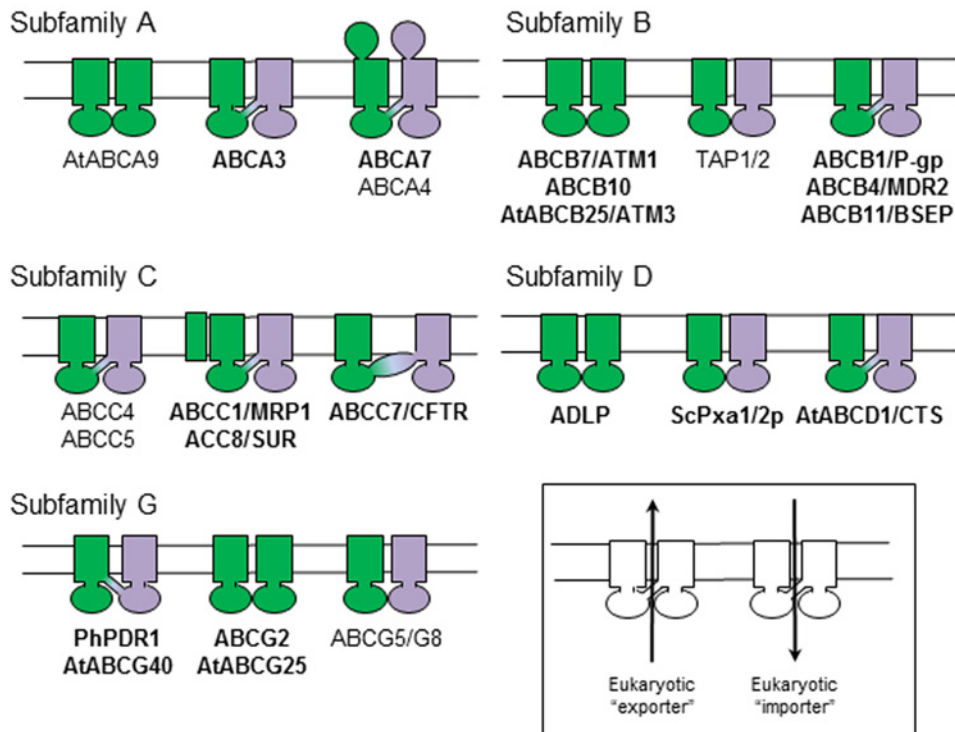 Subfamily A
AtABCA9
ABCA3
ABCA7
ABCA4
Subfamily B
ABCB7/ATM1
ABCB10
AtABCB25/ATM3
TAP1/2
ABCB1/P-gp
ABCB4/MDR2
ABCB11/BSEP
Subfamily C
ABCC4
ABCC5
ABCC1/MRP1
ACC8/SUR
ABCC7/CFTR
Subfamily D
ADLP
ScPxa1/2p
AtABCD1/CTS
Subfamily G
PhPDR1
AtABCG40
ABCG2
AtABCG25
ABCG5/G8
Eukaryotic
“exporter”
Eukaryotic
“importer”